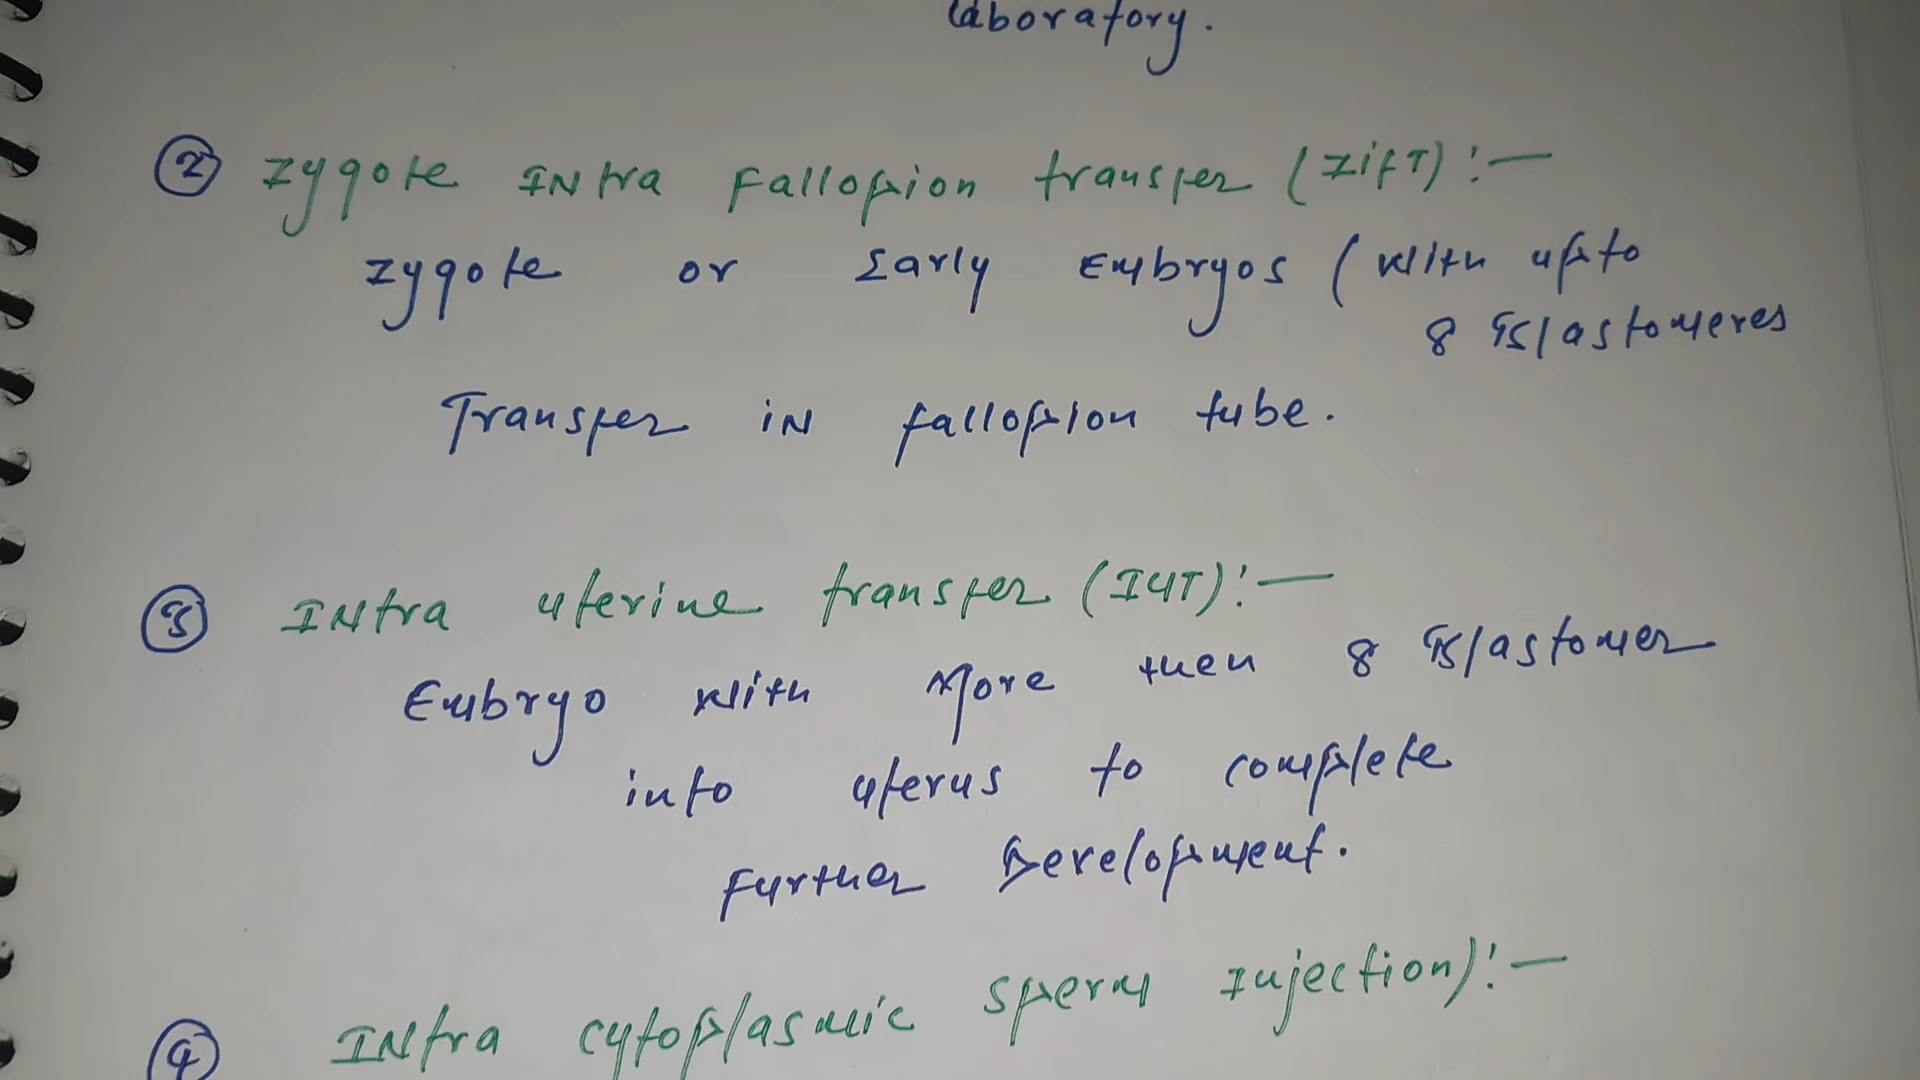 laboratory.
② Zygote INtra Fallopion transfer (ZifT) :—
Zygote or Early Embryos (with upto
8 Blastomeres
Transfer iN fallopion tube.
③ INtra uterine transfer (IUT) :—
Embryo with More then 8 Blastomer
into uterus to complete
Further Development.
④ INtra cytoplasmic sperm Injection) :—